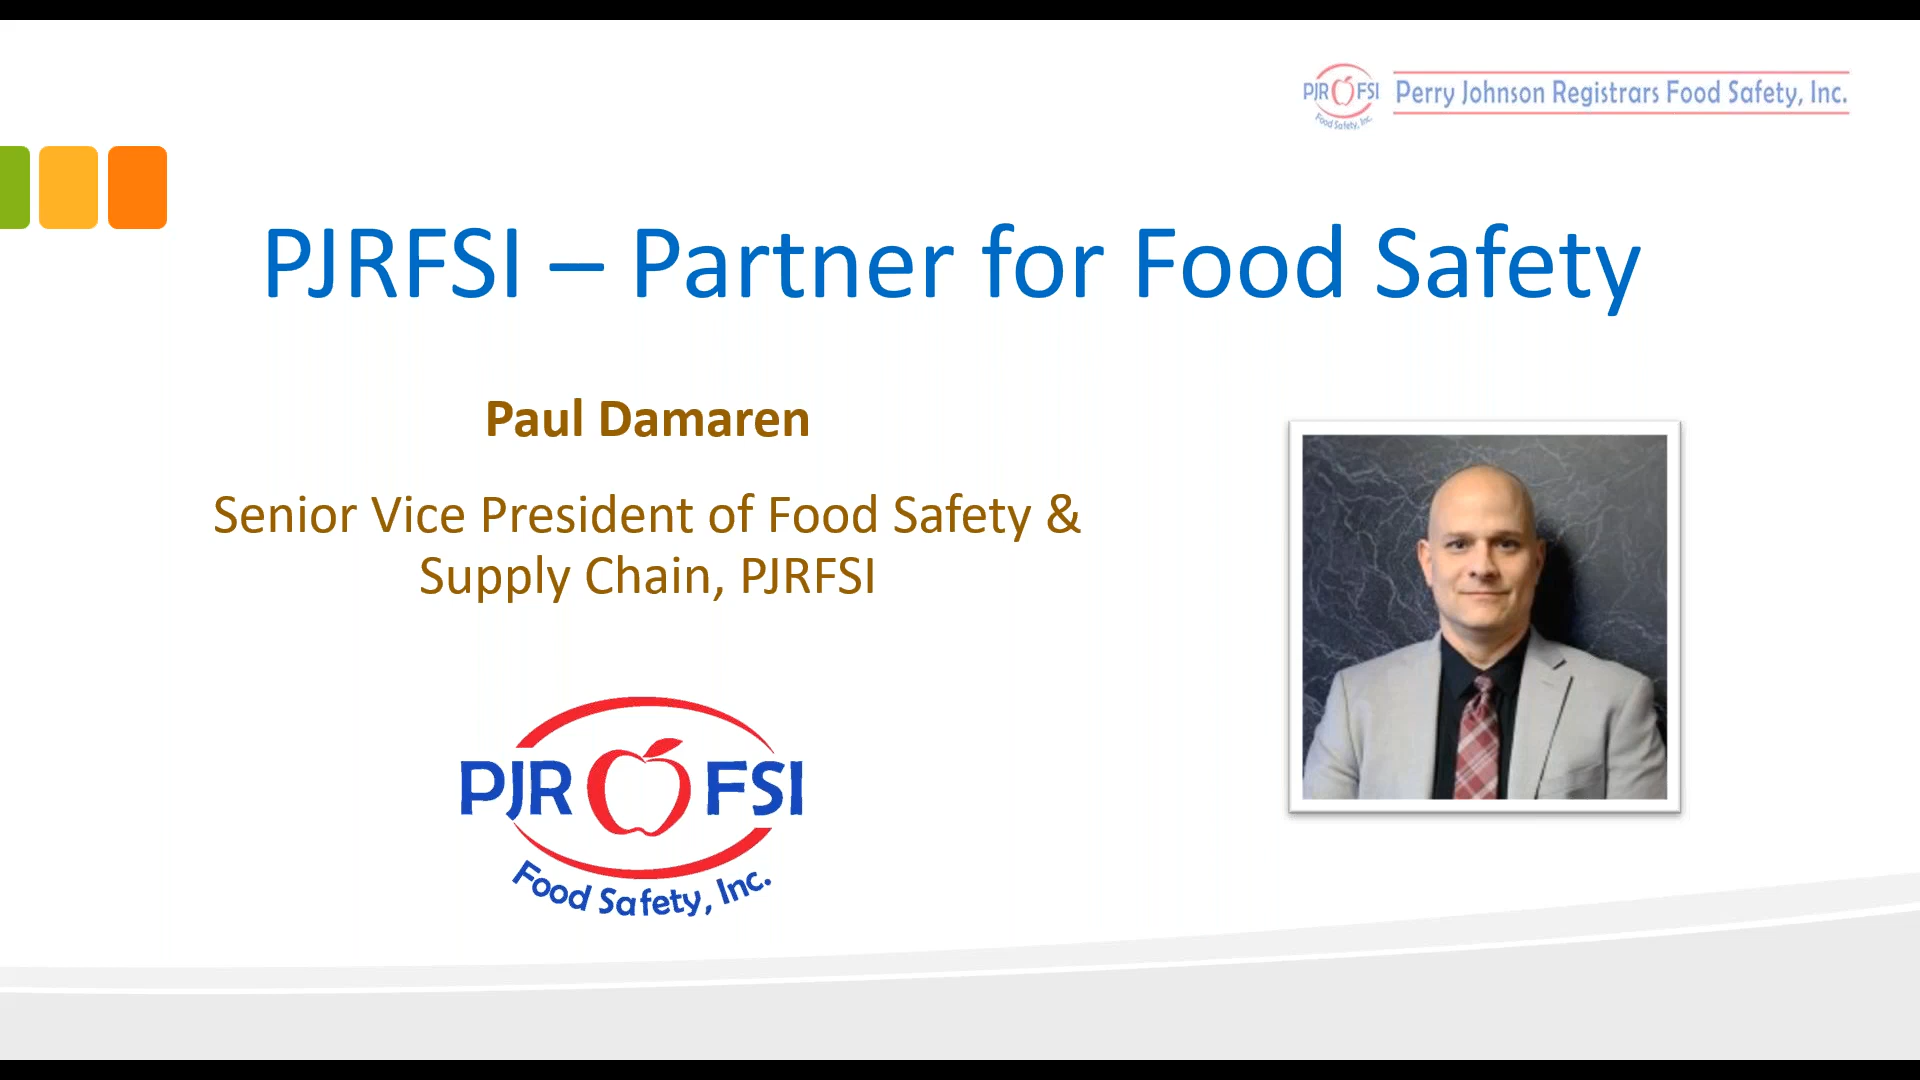 PJR FSI
Food Safety, Inc.
Perry Johnson Registrars Food Safety, Inc.
PJRFSI – Partner for Food Safety
Paul Damaren
Senior Vice President of Food Safety &
Supply Chain, PJRFSI
PJR FSI
Food Safety, Inc.